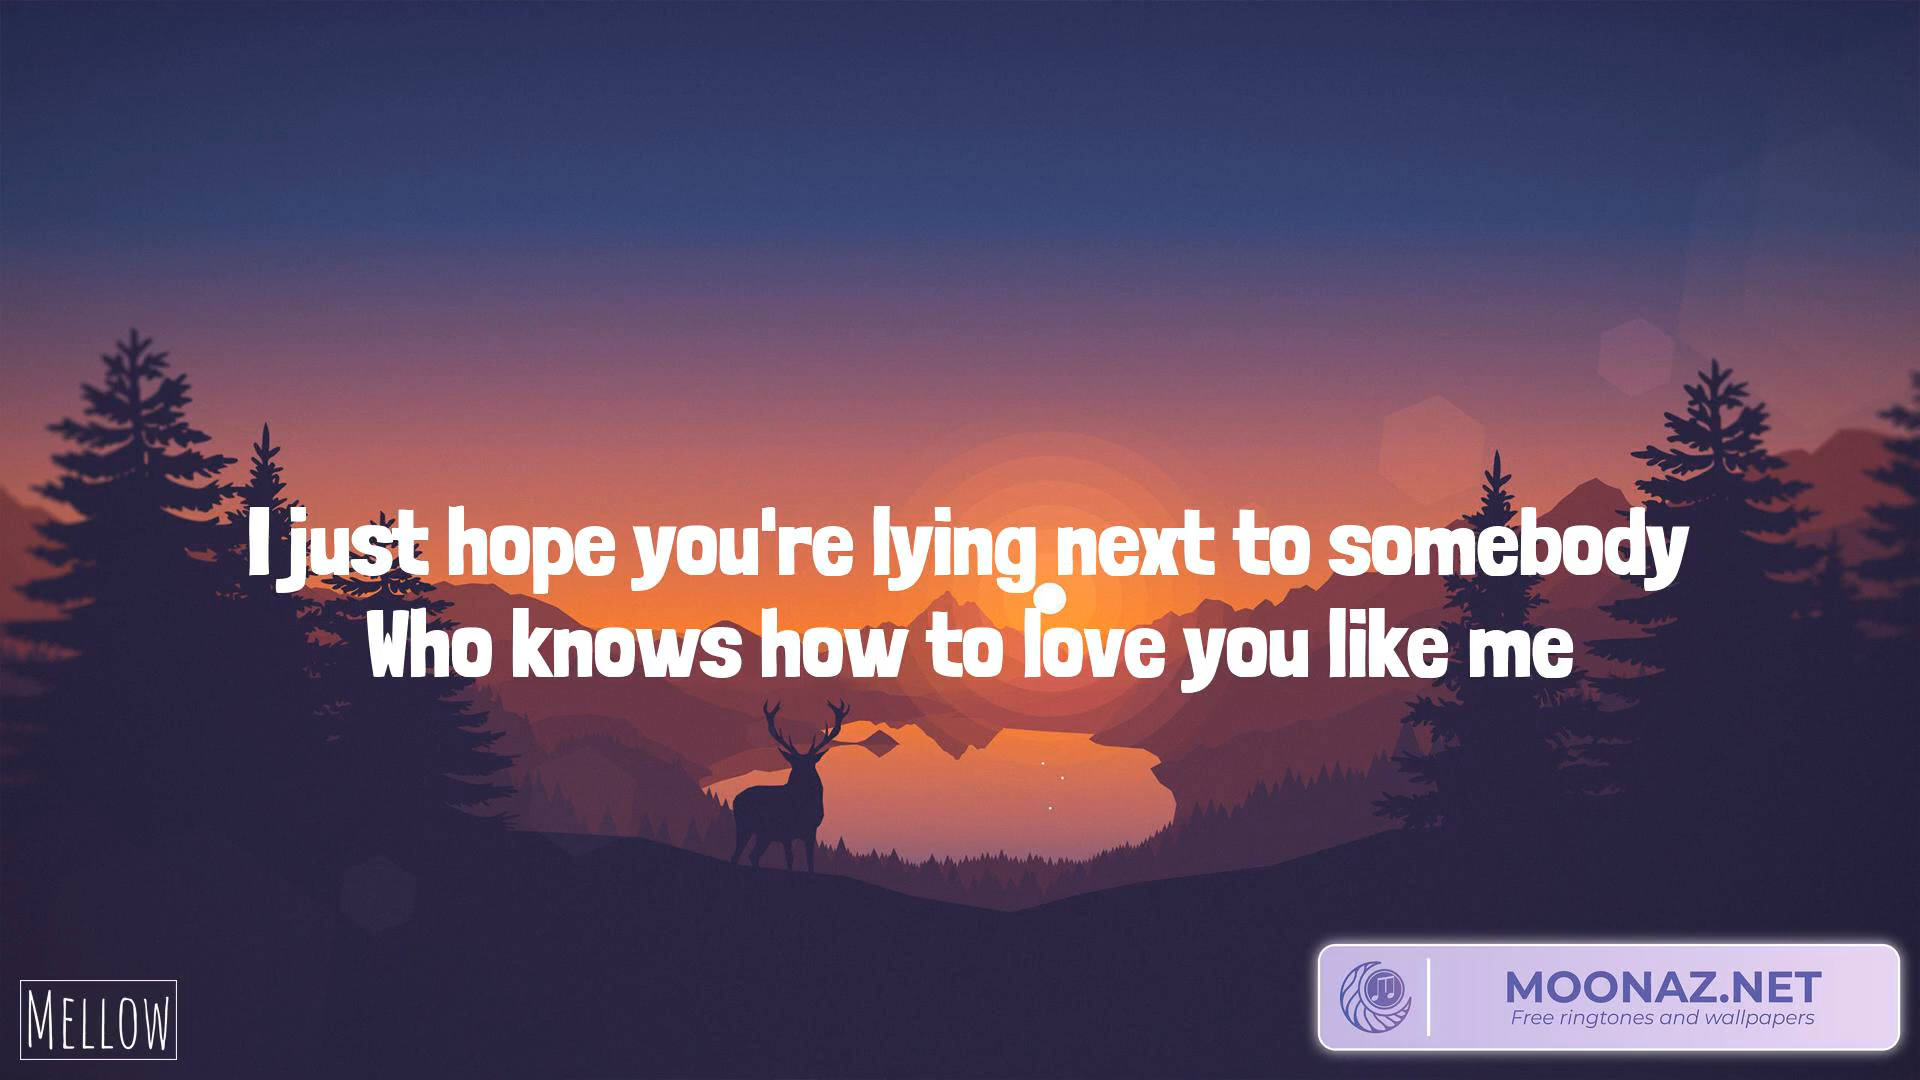 I just hope you're lying next to somebody
Who knows how to love you like me
MELLOW
MOONAZ.NET
Free ringtones and wallpapers